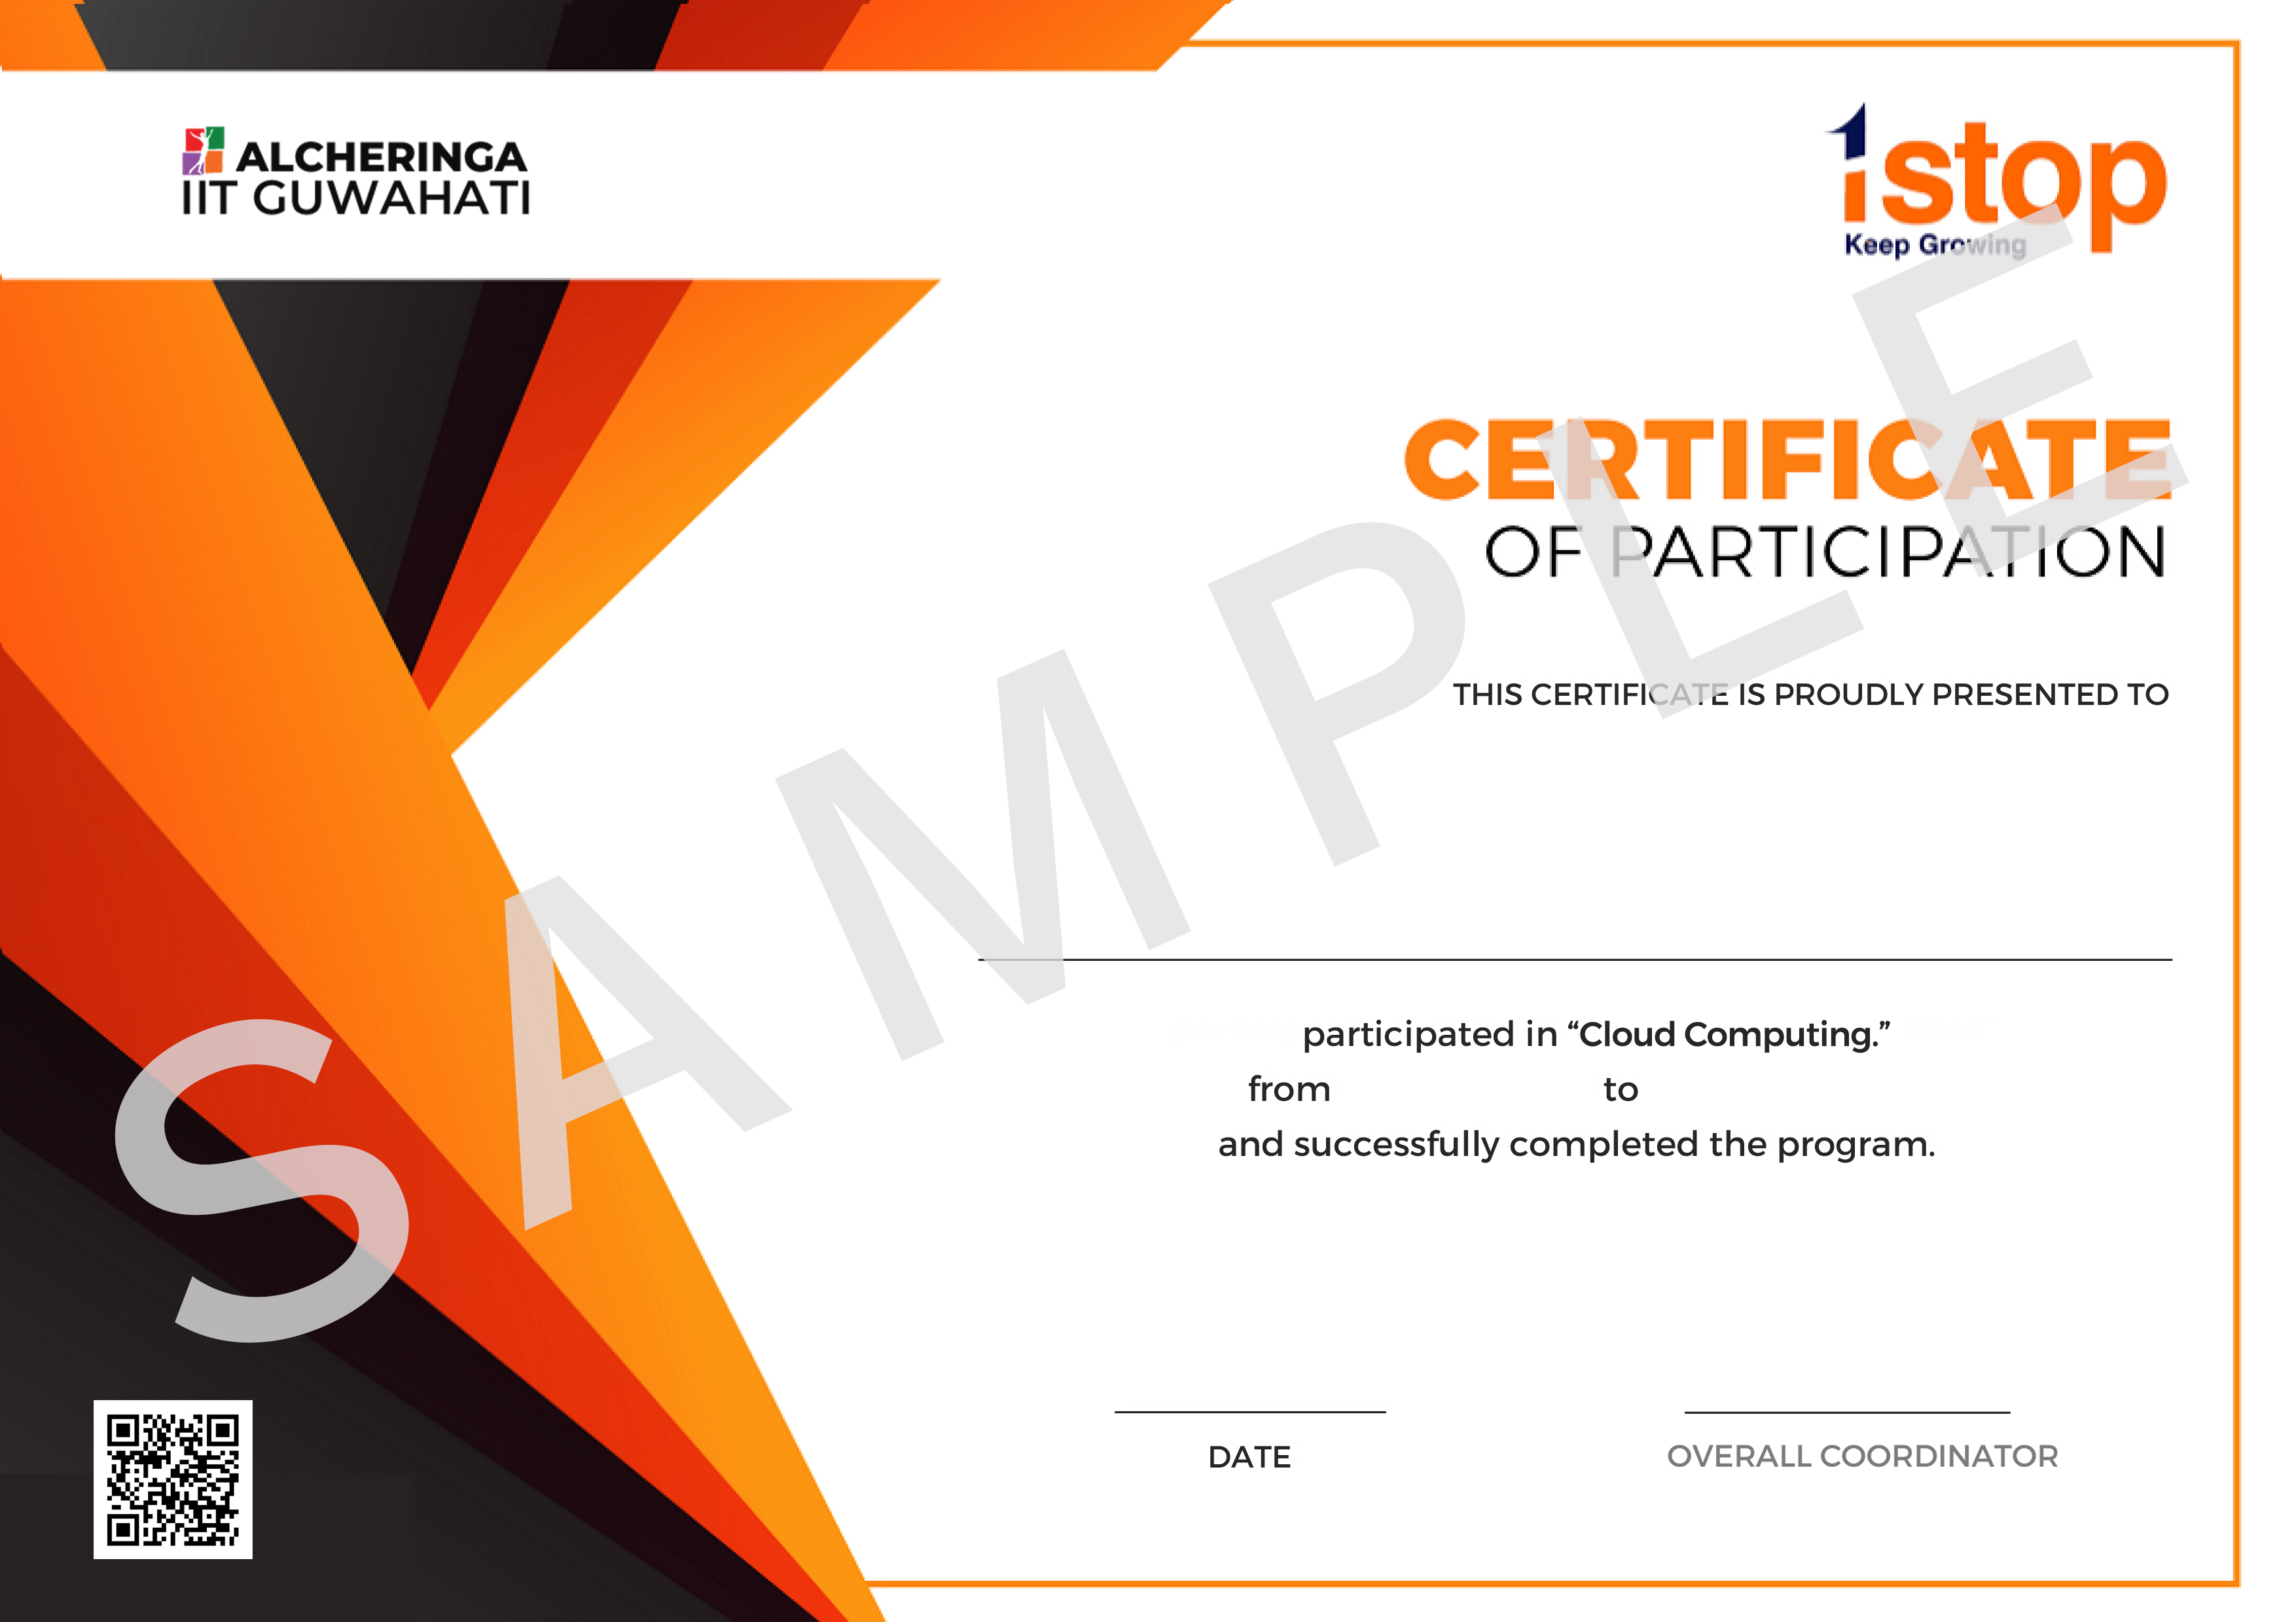 ALCHERINGA
IIT GUWAHATI
1stop
Keep Growing
CERTIFICATE
OF PARTICIPATION
THIS CERTIFICATE IS PROUDLY PRESENTED TO
SAMPLE
participated in “Cloud Computing.”
from to
and successfully completed the program.
DATE
OVERALL COORDINATOR